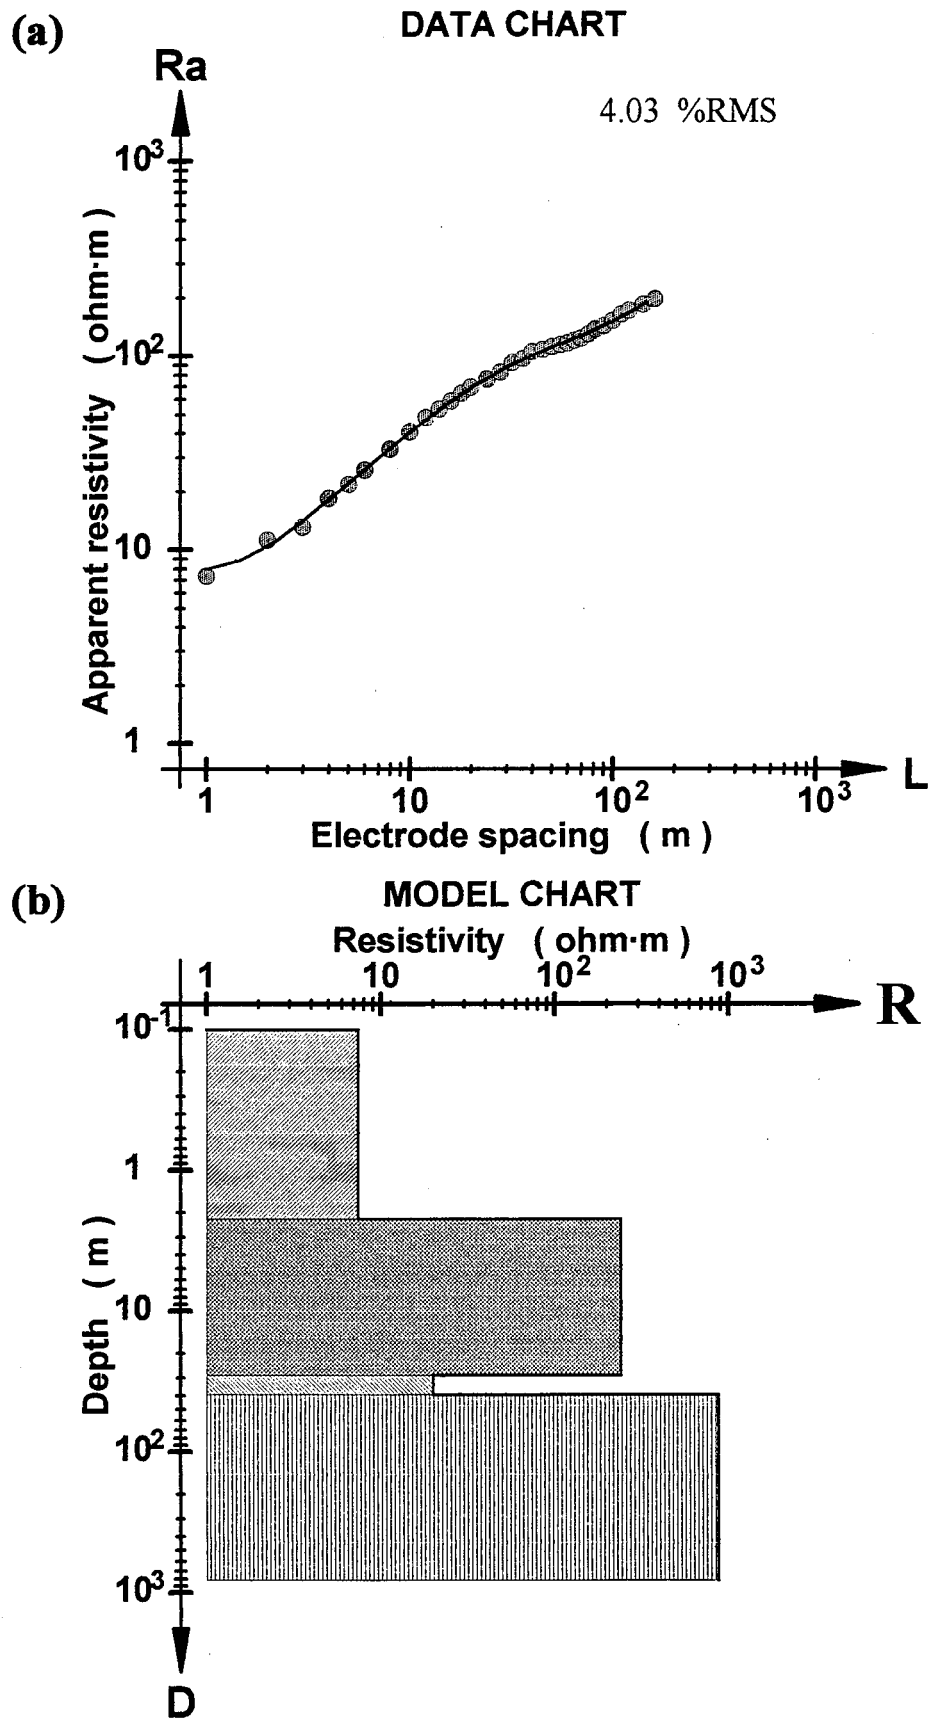 (a)
DATA CHART
Ra
4.03 %RMS
10³
10²
10
1
Apparent resistivity ( ohm·m )
1 10 10² 10³
L
Electrode spacing ( m )
(b)
MODEL CHART
Resistivity ( ohm·m )
1 10 10² 10³
R
10⁻¹
1
10
10²
10³
Depth ( m )
D